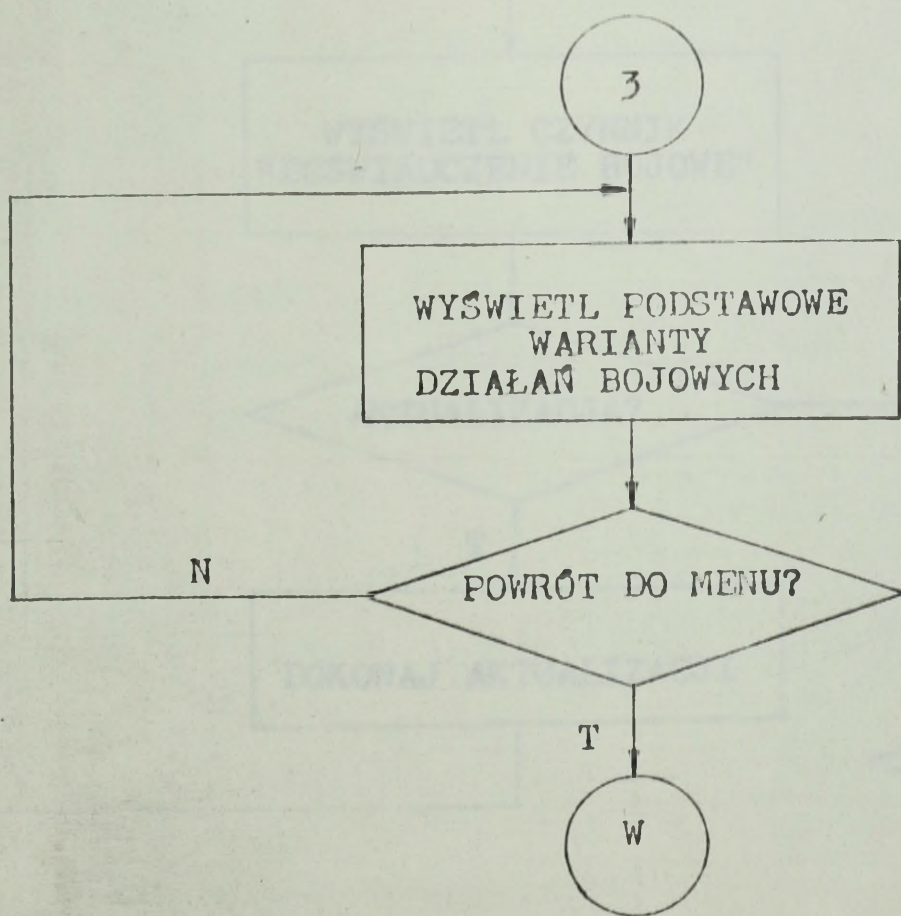 3
WYŚWIETL PODSTAWOWE
WARIANTY
DZIAŁAŃ BOJOWYCH
POWRÓT DO MENU?
N
T
W